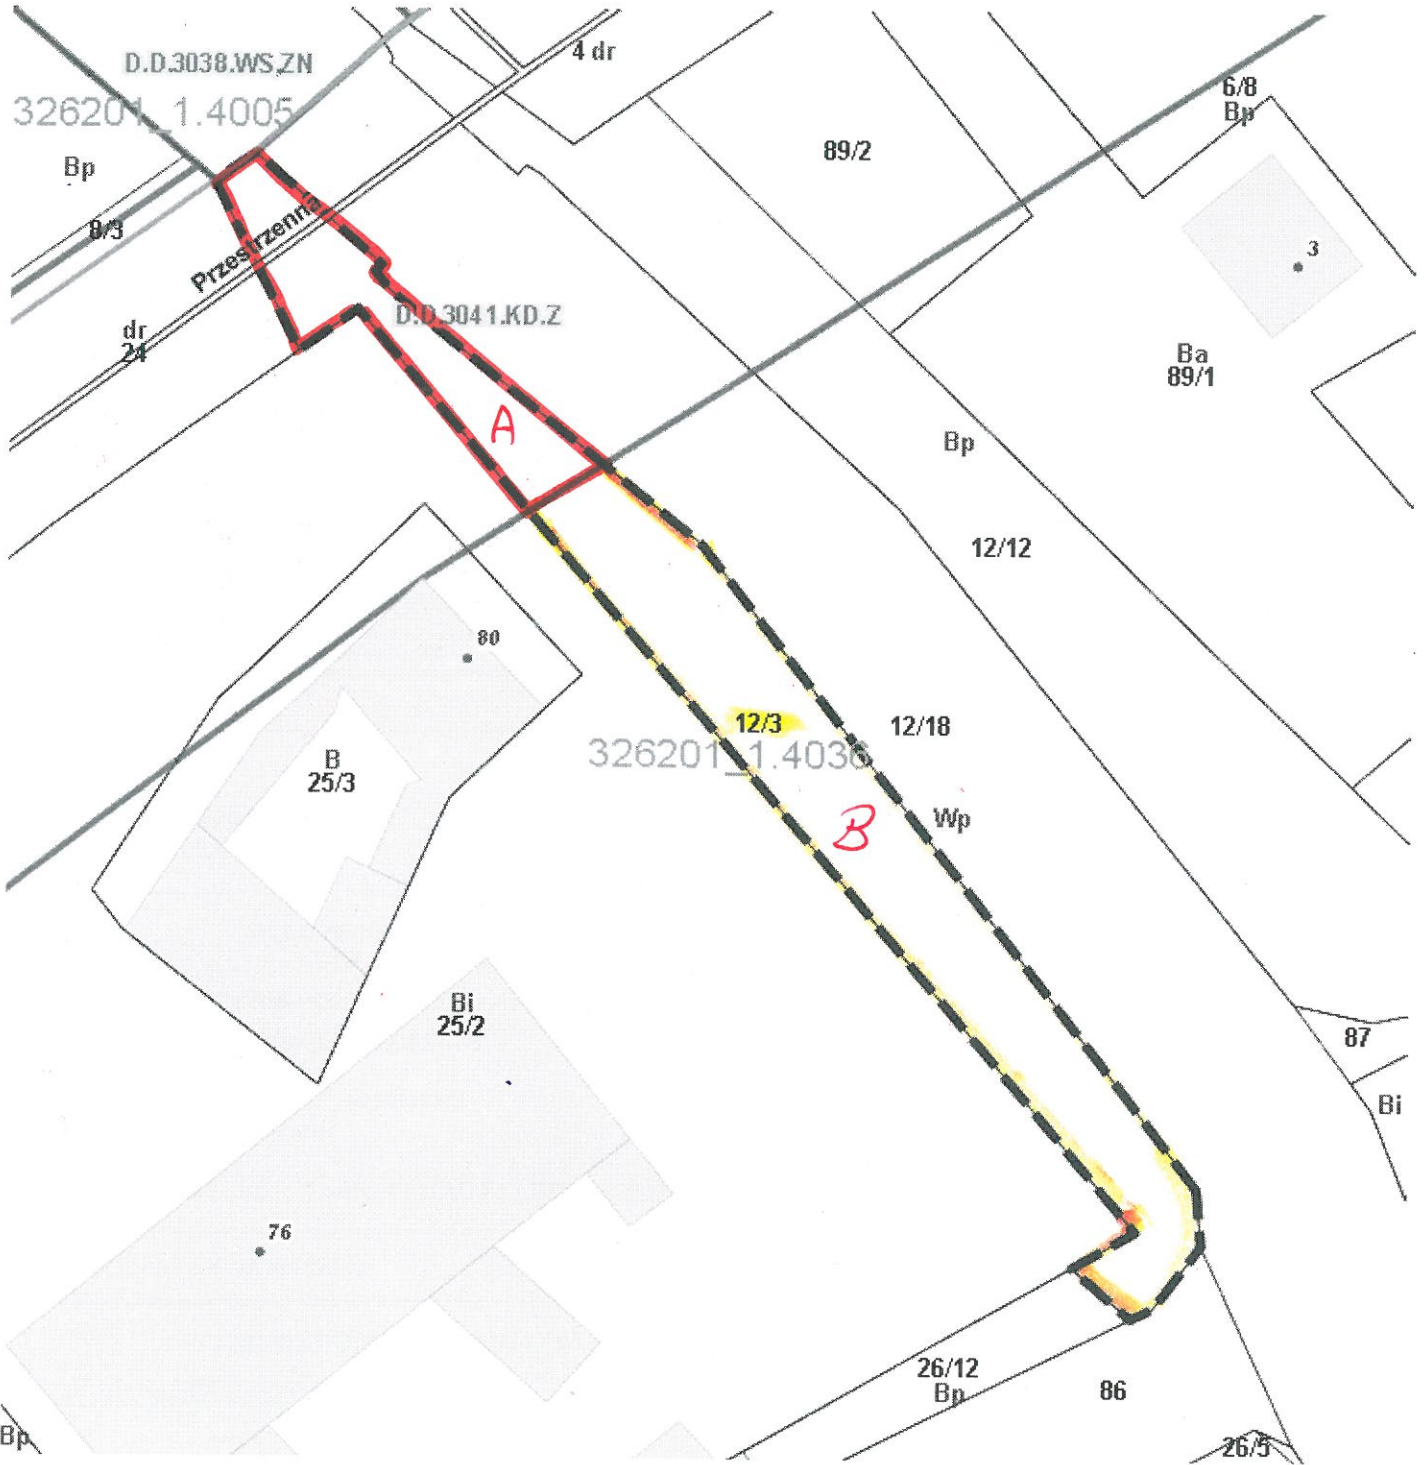 4 dr
D.D.3038.WS,ZN
6/8
Bp
326201_1.4005
89/2
Bp
8/3
Przestrzenna
3
D.D.3041.KD.Z
dr
24
Ba
89/1
A
Bp
12/12
80
12/3
12/18
326201_1.4036
B
25/3
B
Wp
Bi
25/2
87
Bi
76
26/12
Bp
86
Bp
26/5